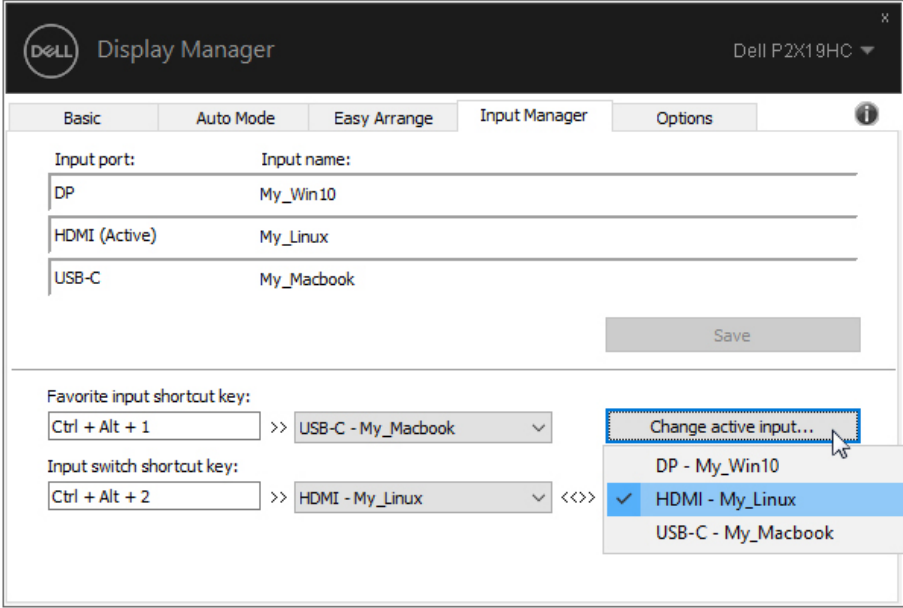 x
DELL Display Manager Dell P2X19HC
Basic Auto Mode Easy Arrange Input Manager Options i
Input port: Input name:
DP My_Win10
HDMI (Active) My_Linux
USB-C My_Macbook
Save
Favorite input shortcut key:
Ctrl + Alt + 1 >> USB-C - My_Macbook Change active input...
Input switch shortcut key:
DP - My_Win10
Ctrl + Alt + 2 >> HDMI - My_Linux <<>> HDMI - My_Linux
USB-C - My_Macbook